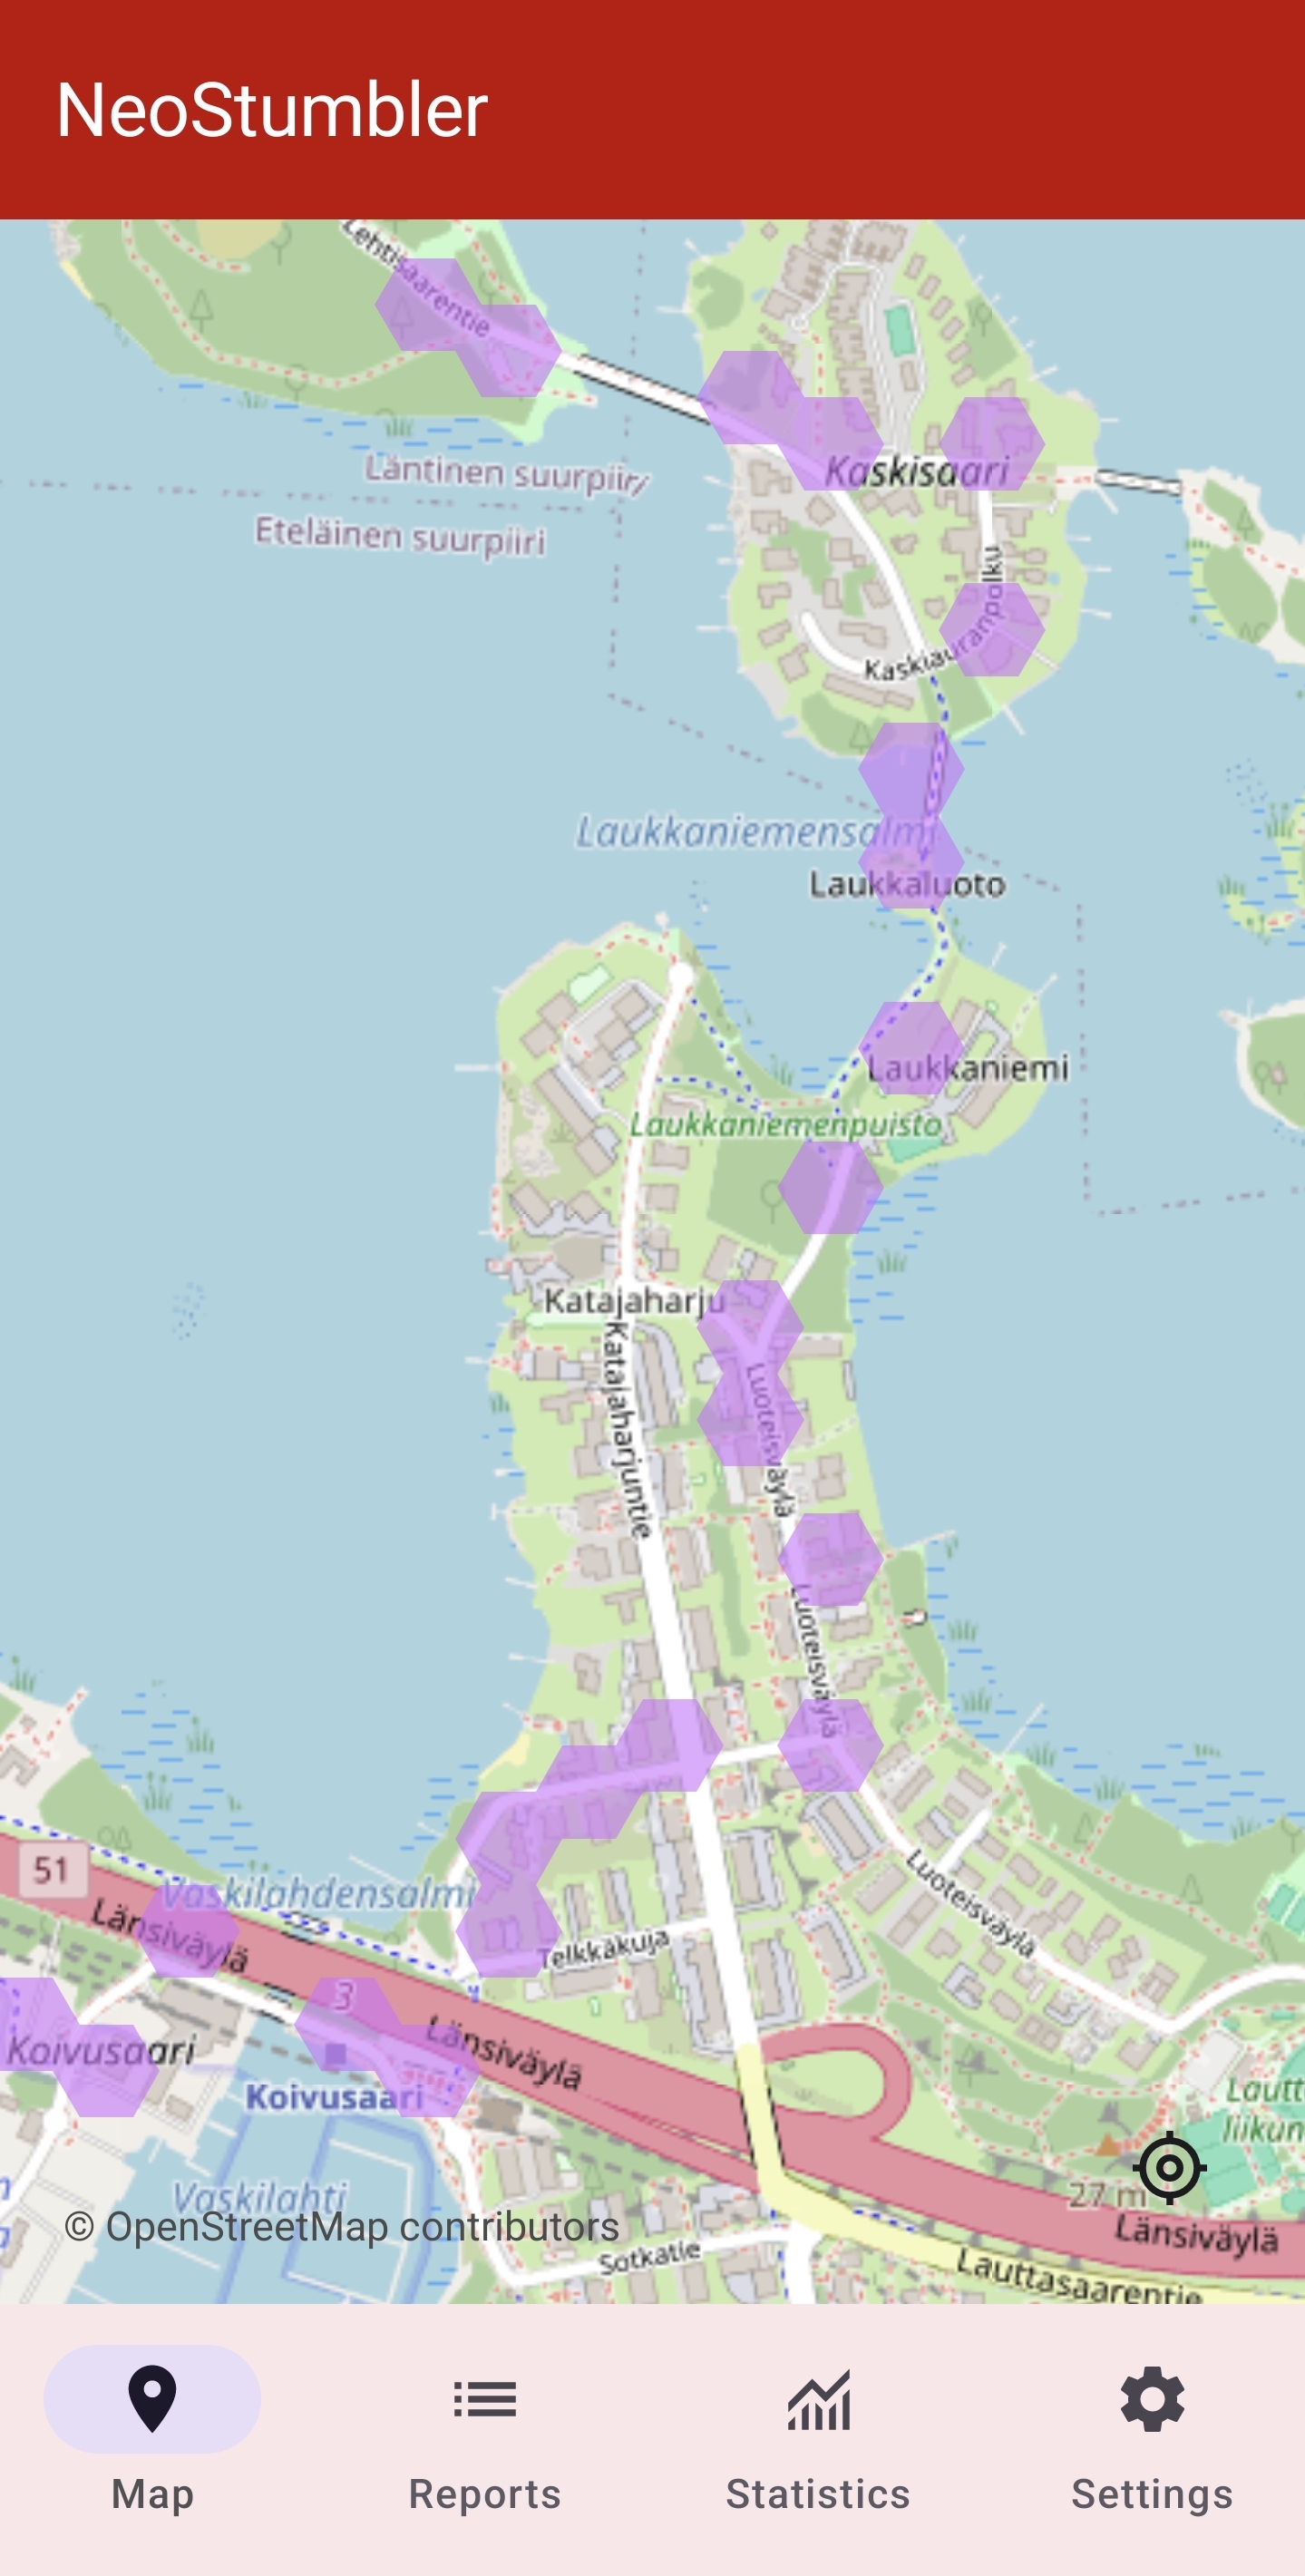 NeoStumbler
Lehtisaarentie
Kaskisaari
Läntinen suurpiiri
Eteläinen suurpiiri
Kaskiauranpolku
Laukkaniemensalmi
Laukkaluoto
Laukkaniemi
Laukkaniemenpuisto
Katajaharju
Katajaharjuntie
Luoteisväylä
Luoteisväylä
51
Vaskilahdensalmi
Länsiväylä
Telkkäkuja
Luoteisväylä
3
Koivusaari
Länsiväylä
Koivusaari
Lautt
liikun
27 m
Vaskilahti
© OpenStreetMap contributors
Länsiväylä
Sotkatie
Lauttasaarentie
Map
Reports
Statistics
Settings